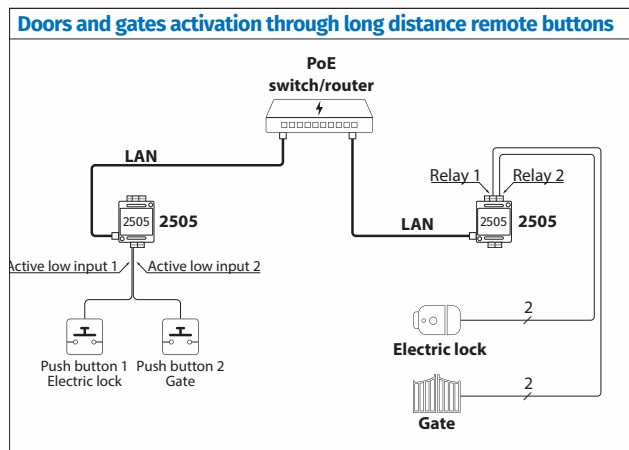 Doors and gates activation through long distance remote buttons
PoE
switch/router
LAN
Relay 1
Relay 2
2505
2505
LAN
2505
2505
Active low input 1
Active low input 2
2
Push button 1
Electric lock
Push button 2
Gate
Electric lock
2
Gate